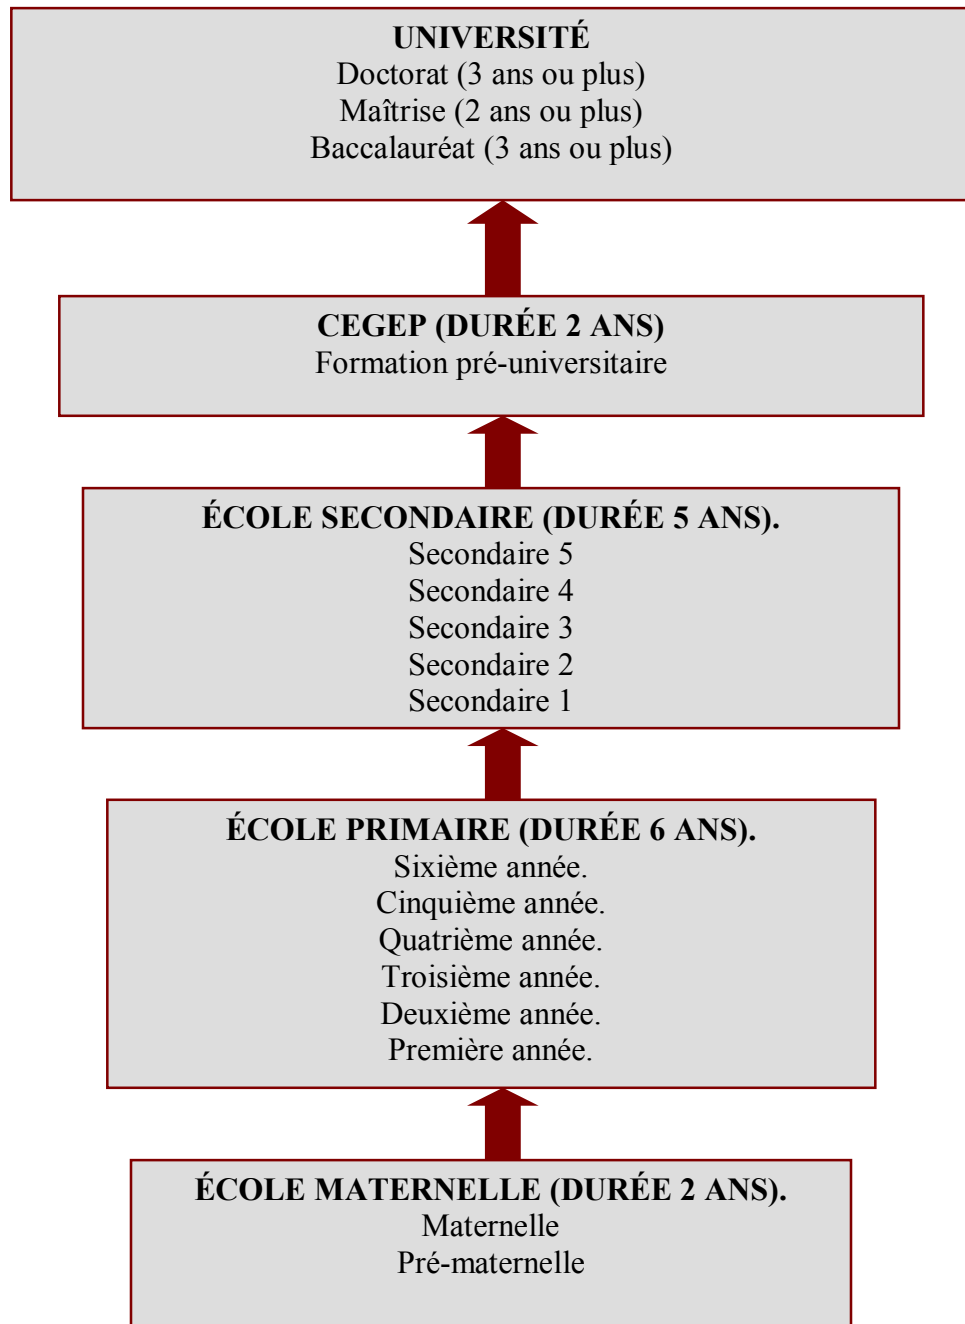 UNIVERSITÉ
Doctorat (3 ans ou plus)
Maîtrise (2 ans ou plus)
Baccalauréat (3 ans ou plus)
CEGEP (DURÉE 2 ANS)
Formation pré-universitaire
ÉCOLE SECONDAIRE (DURÉE 5 ANS).
Secondaire 5
Secondaire 4
Secondaire 3
Secondaire 2
Secondaire 1
ÉCOLE PRIMAIRE (DURÉE 6 ANS).
Sixième année.
Cinquième année.
Quatrième année.
Troisième année.
Deuxième année.
Première année.
ÉCOLE MATERNELLE (DURÉE 2 ANS).
Maternelle
Pré-maternelle